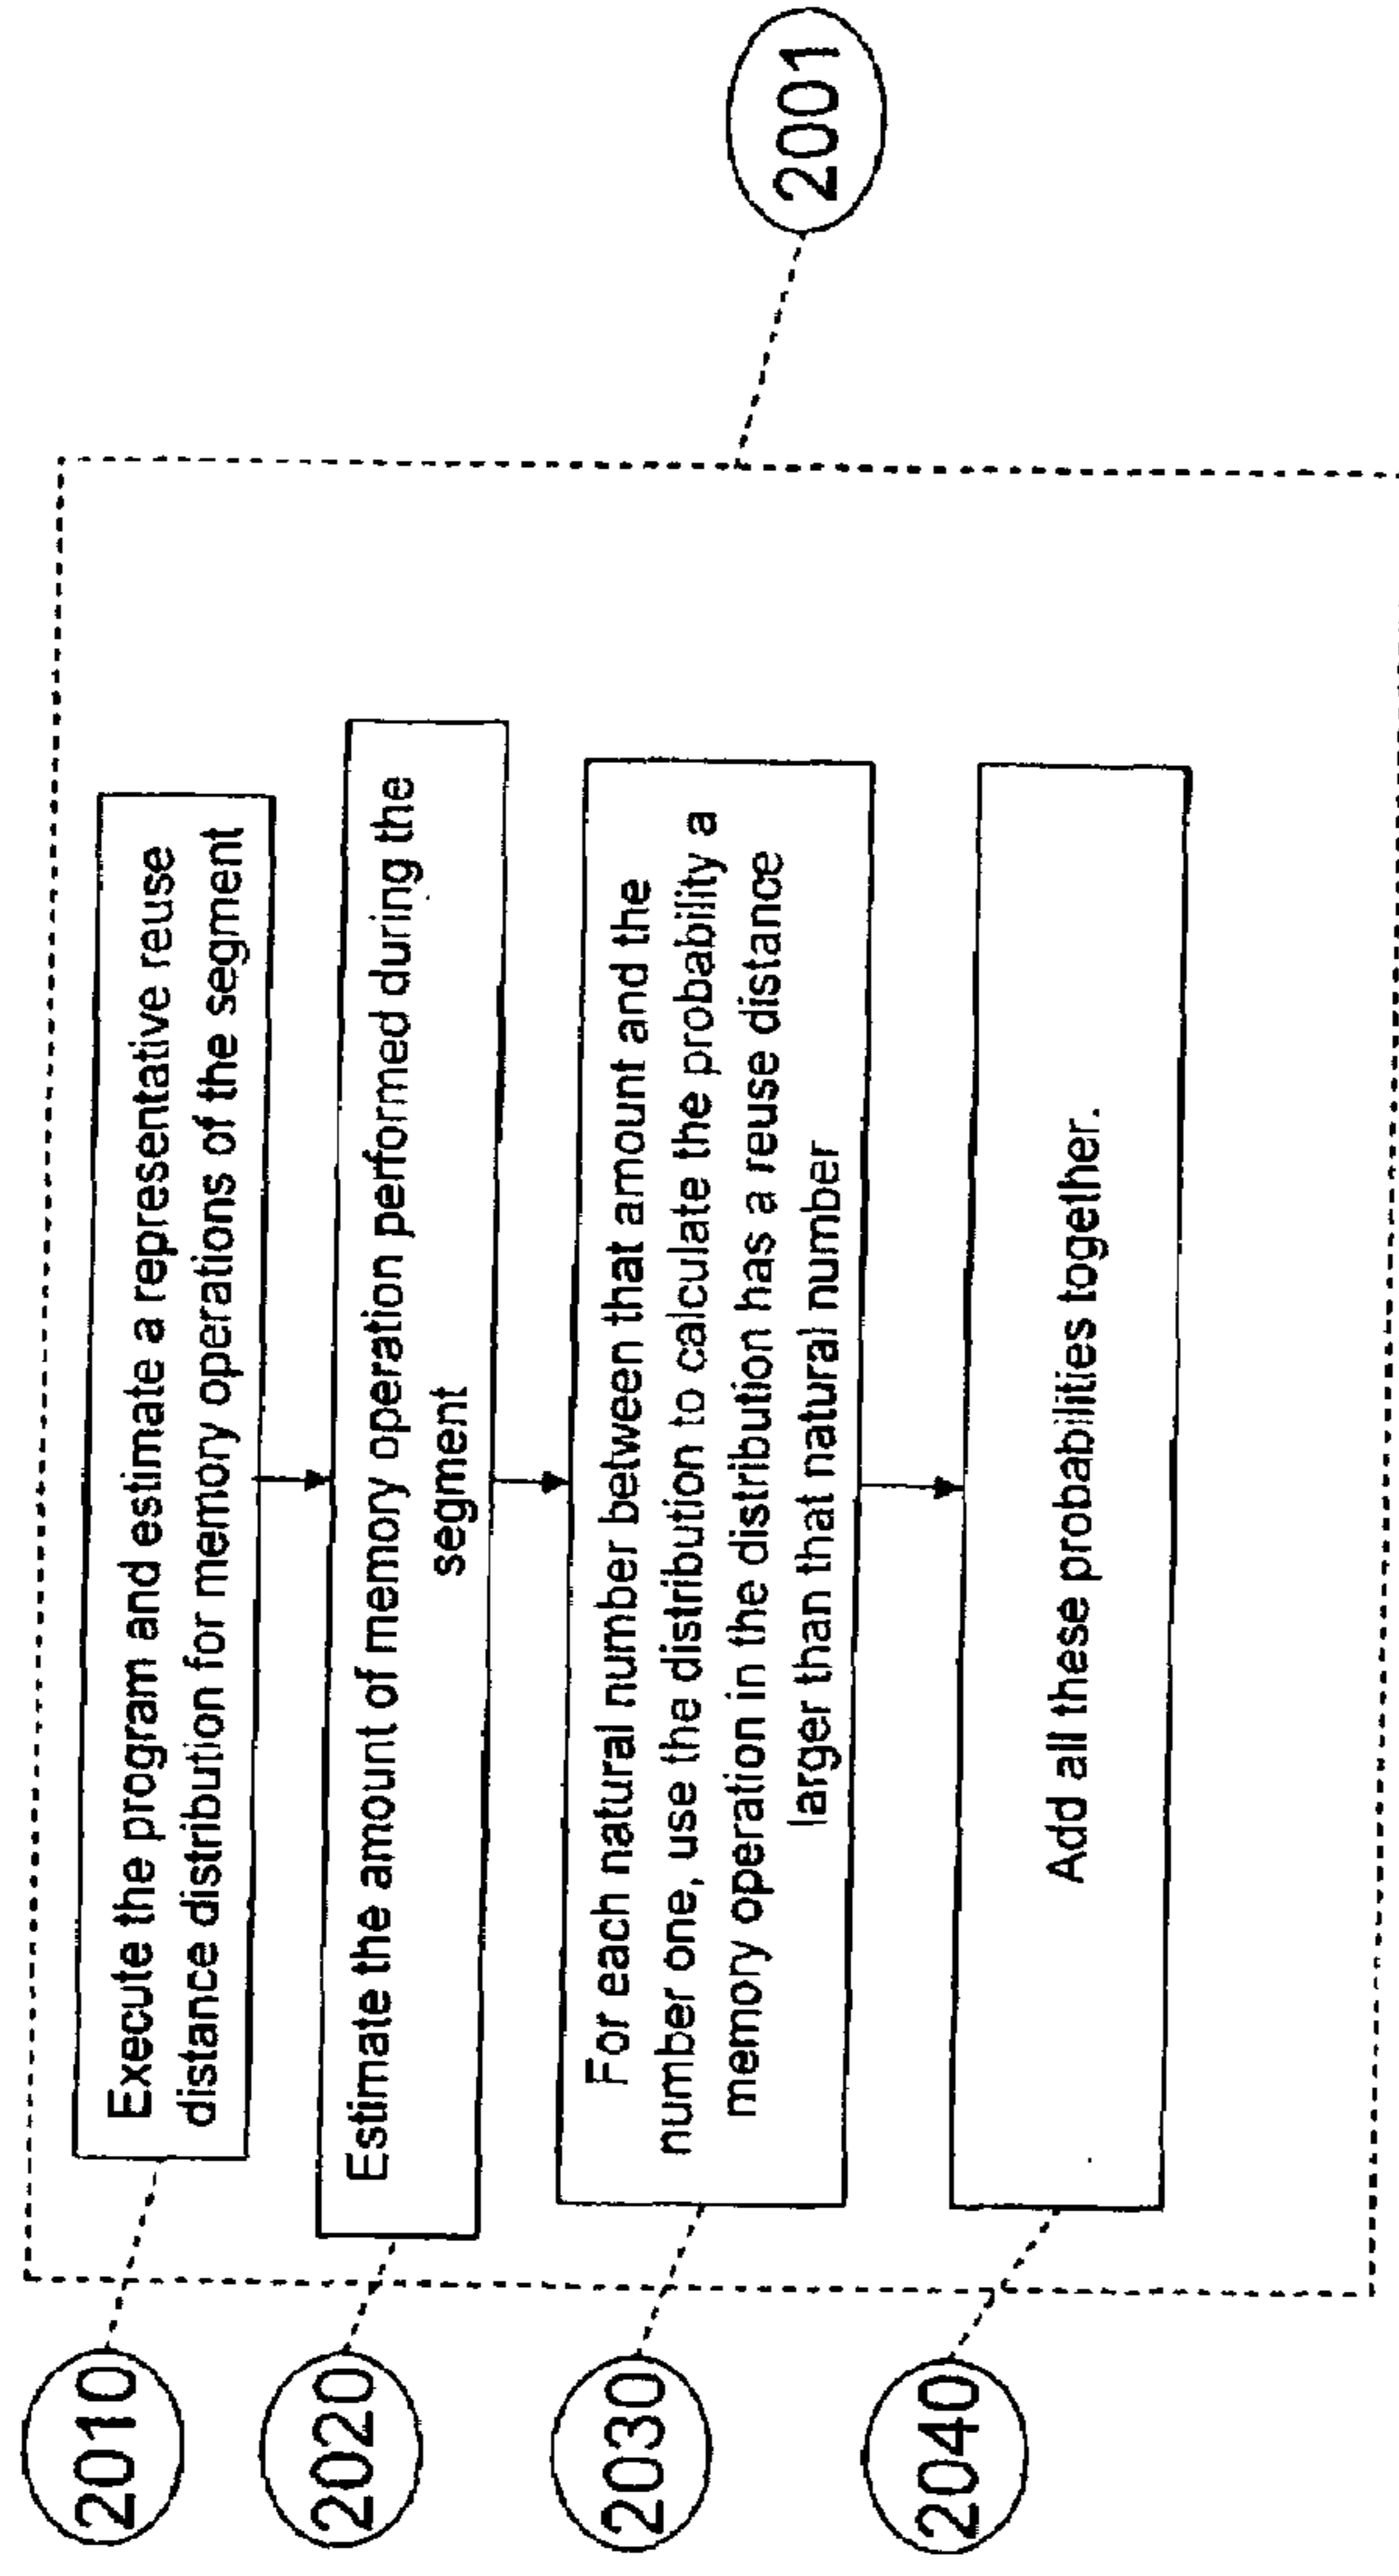 2001
2010
Execute the program and estimate a representative reuse
distance distribution for memory operations of the segment
2020
Estimate the amount of memory operation performed during the
segment
2030
For each natural number between that amount and the
number one, use the distribution to calculate the probability a
memory operation in the distribution has a reuse distance
larger than that natural number
2040
Add all these probabilities together.